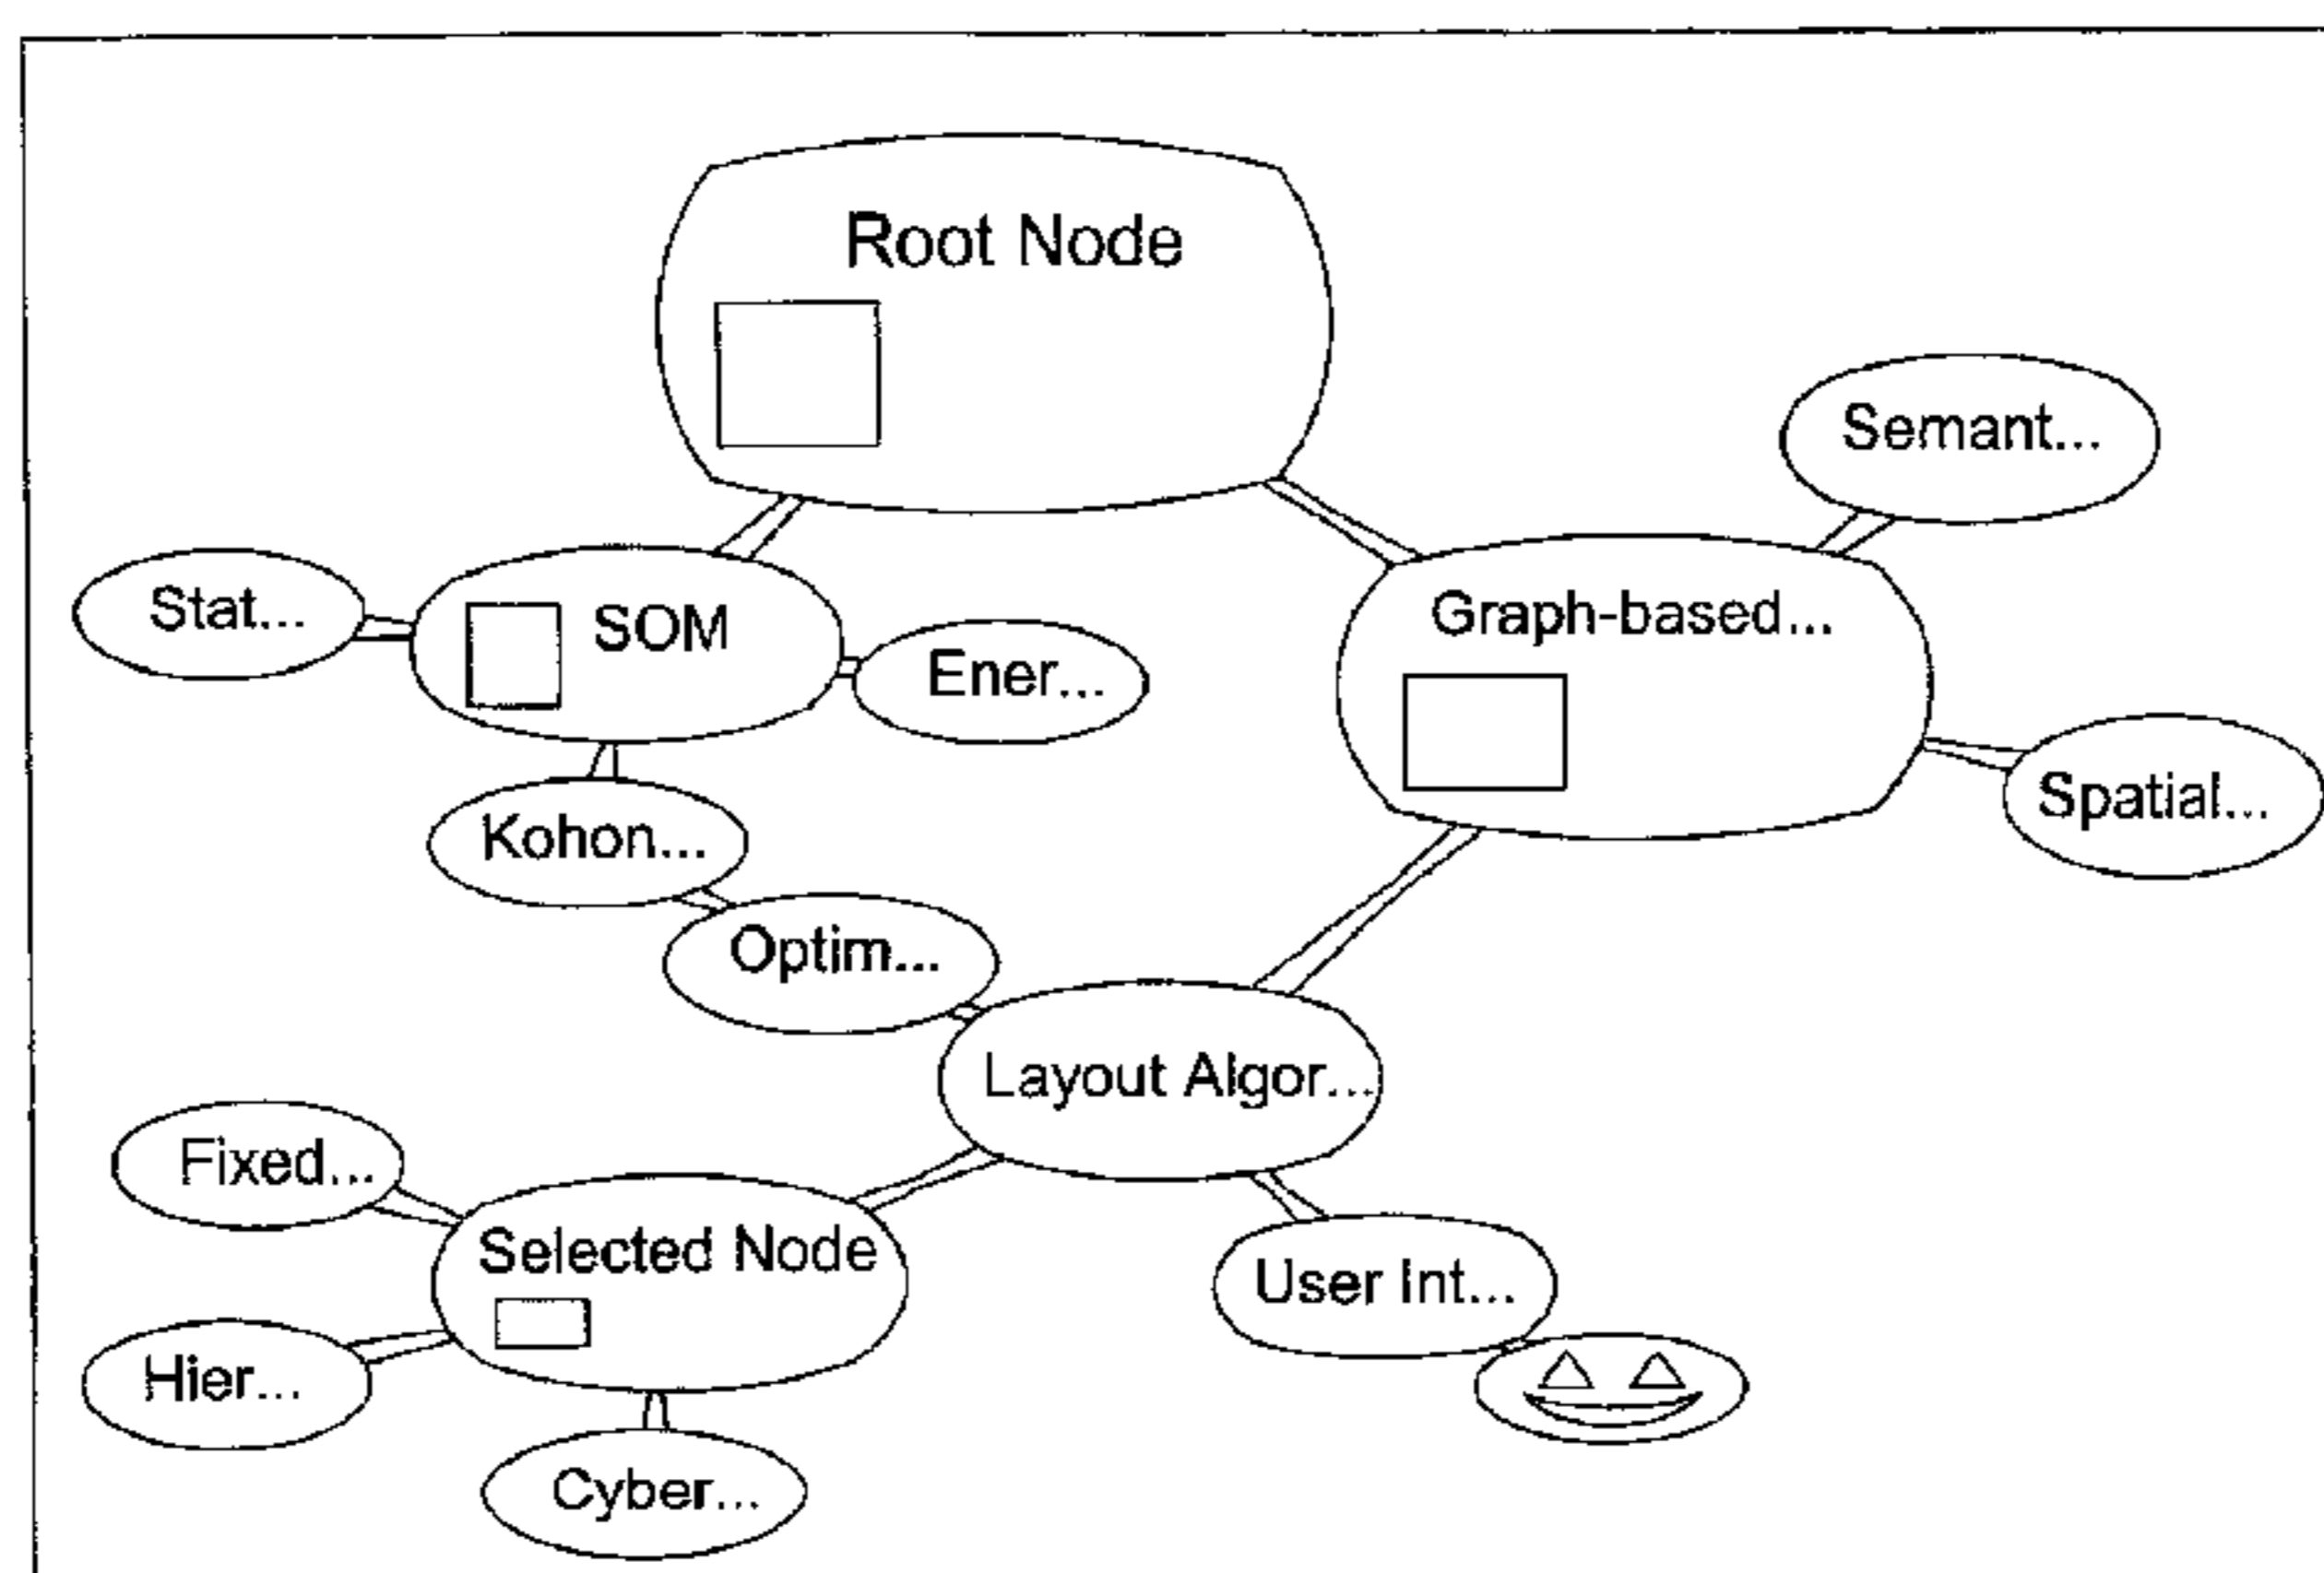 Root Node
Semant...
Stat...
SOM
Graph-based...
Ener...
Spatial...
Kohon...
Optim...
Layout Algor...
Fixed...
Selected Node
User Int...
Hier...
Cyber...